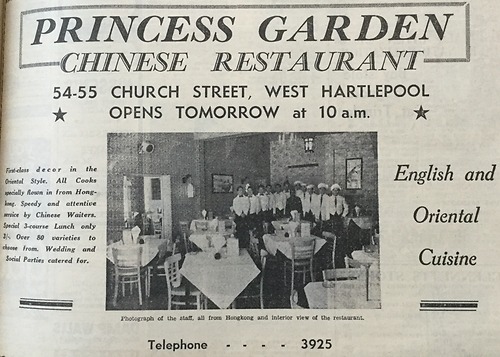 PRINCESS GARDEN
CHINESE RESTAURANT
54-55 CHURCH STREET, WEST HARTLEPOOL
OPENS TOMORROW at 10 a.m.
First-class decor in the
Oriental Style. All Cooks
specially flown in from Hong-
kong. Speedy and attentive
service by Chinese Waiters.
Special 3-course Lunch only
Over 80 varieties to
choose from. Wedding and
Social Parties catered for.
English and
Oriental
Cuisine
Photograph of the staff, all from Hongkong and interior view of the restaurant.
Telephone - - - - 3925